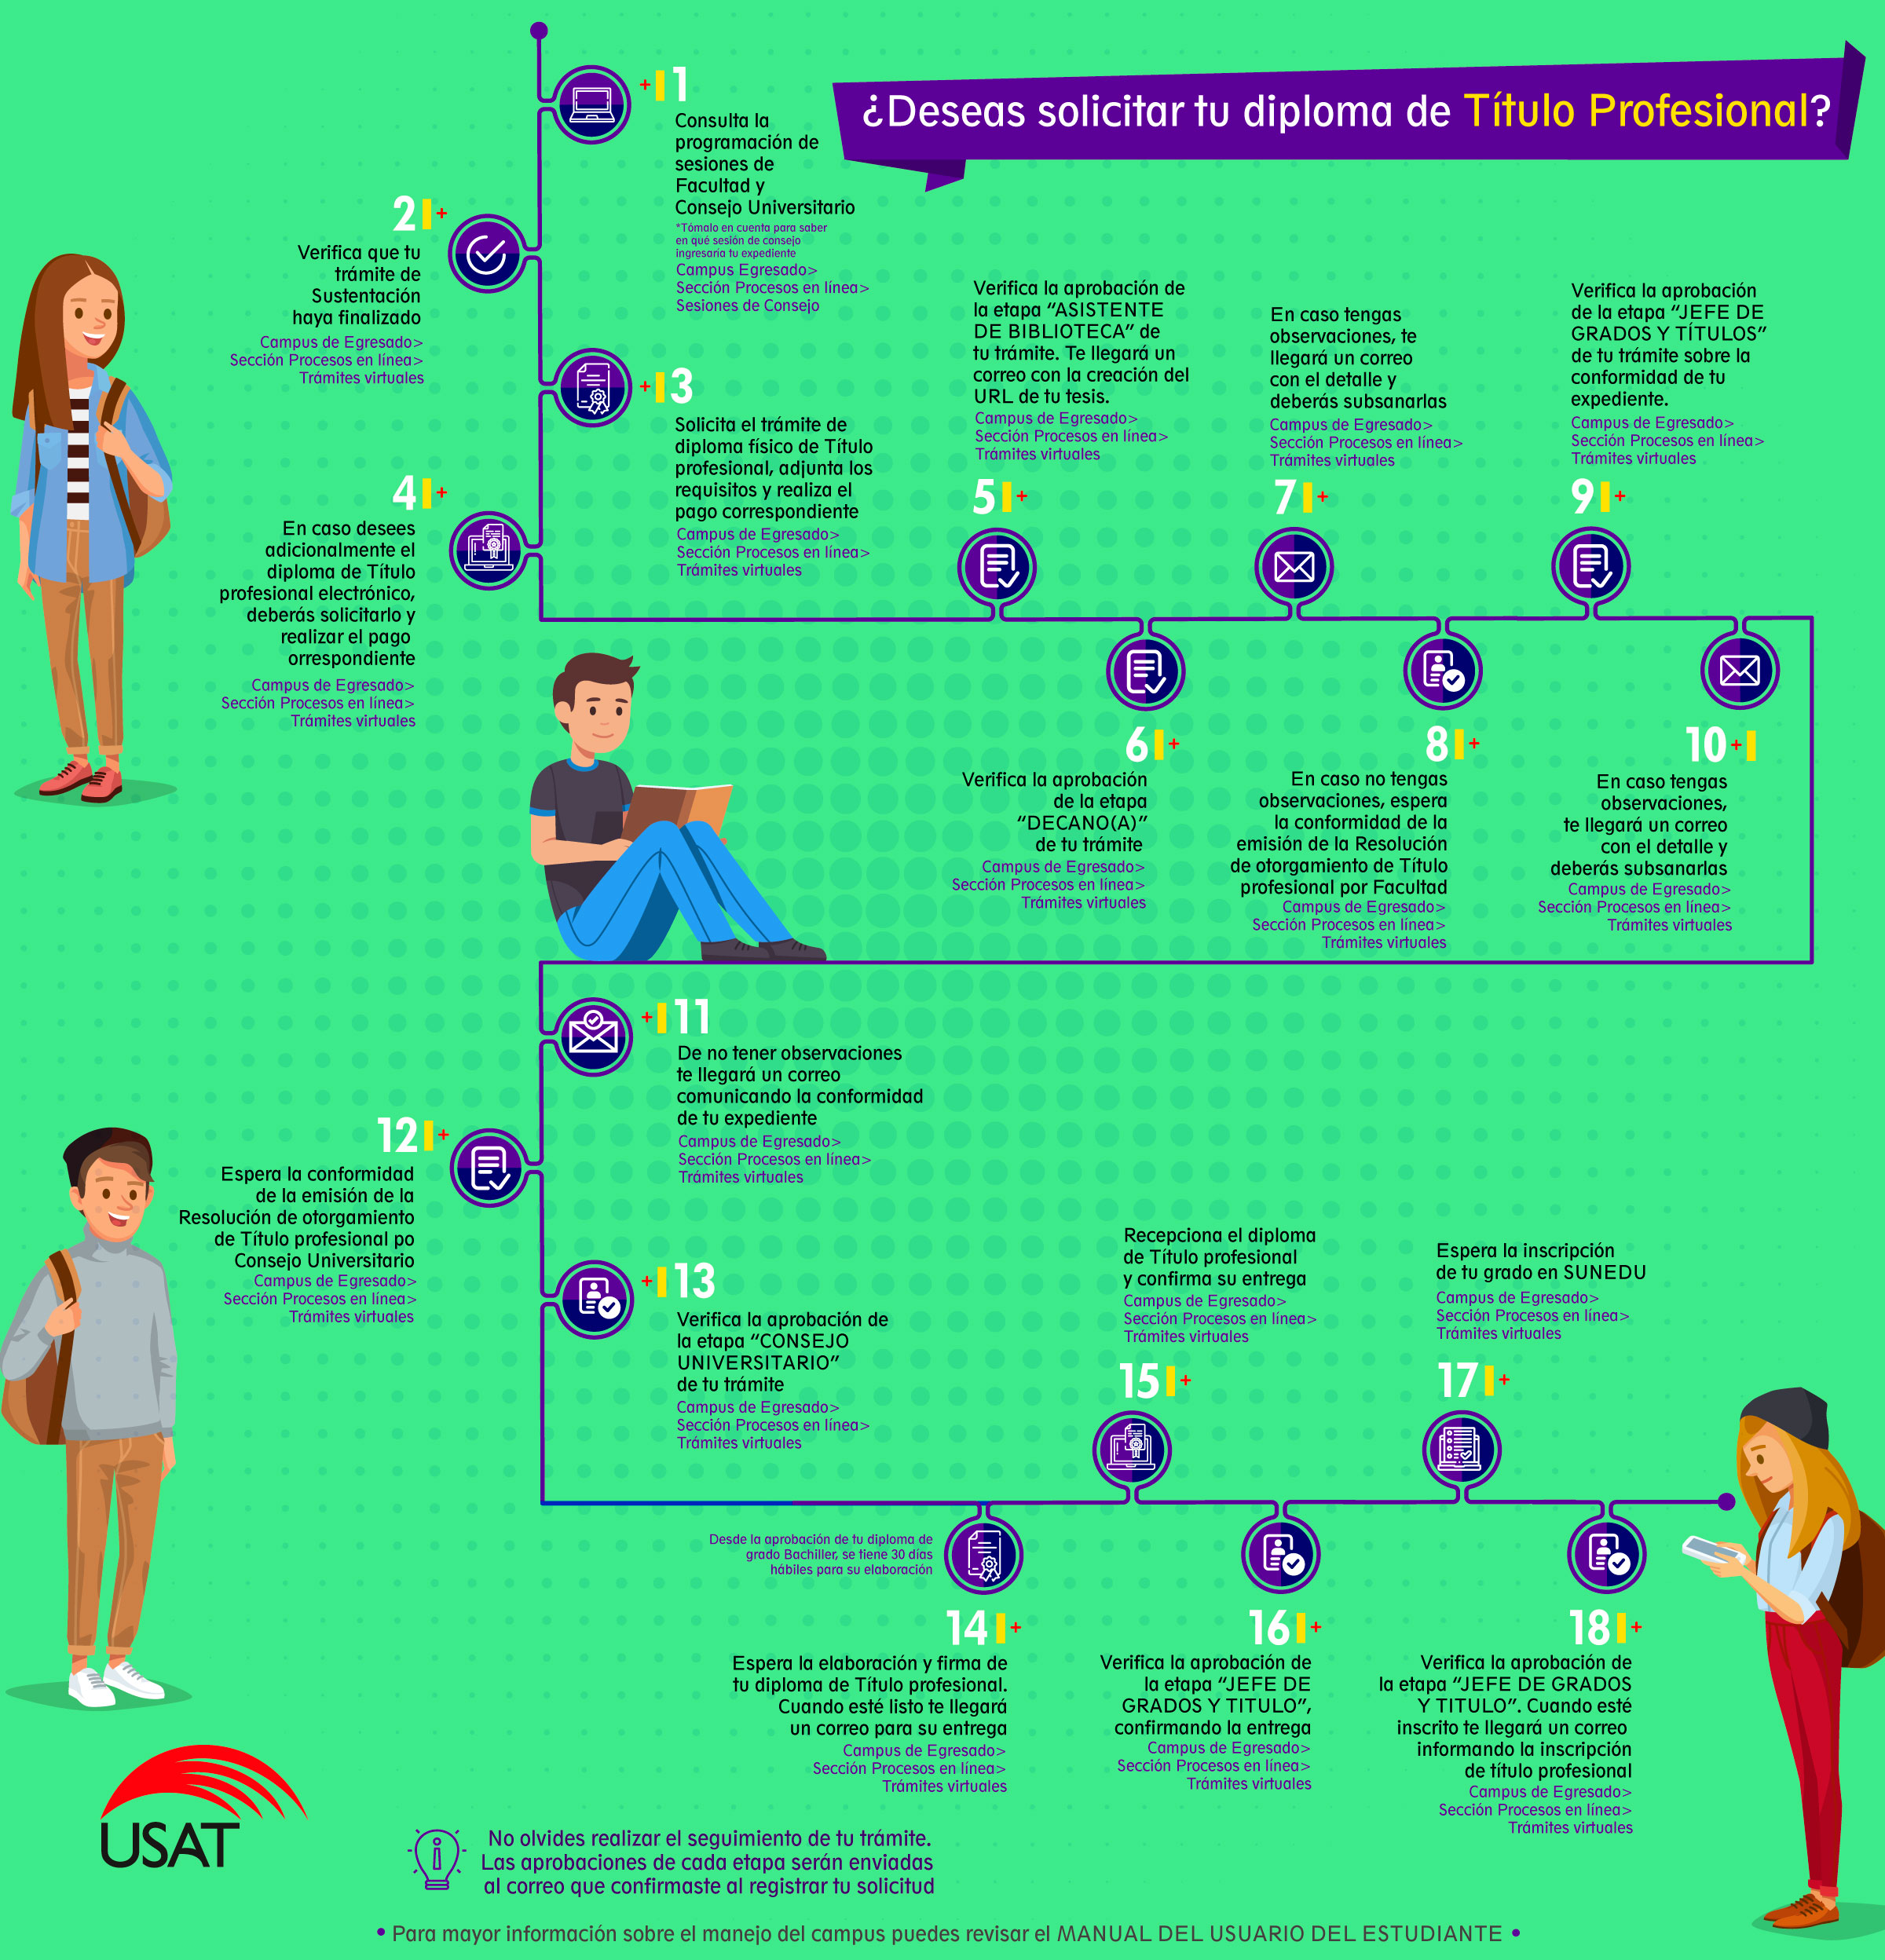 ¿Deseas solicitar tu diploma de Título Profesional?
+ 1
Consulta la
programación de
sesiones de
Facultad y
Consejo Universitario
*Tómalo en cuenta para saber
en qué sesión de consejo
ingresaría tu expediente
Campus Egresado>
Sección Procesos en línea>
Sesiones de Consejo
2 +
Verifica que tu
trámite de
Sustentación
haya finalizado
Campus de Egresado>
Sección Procesos en línea>
Trámites virtuales
+ 3
Solicita el trámite de
diploma físico de Título
profesional, adjunta los
requisitos y realiza el
pago correspondiente
Campus de Egresado>
Sección Procesos en línea>
Trámites virtuales
4 +
En caso desees
adicionalmente el
diploma de Título
profesional electrónico,
deberás solicitarlo y
realizar el pago
orrespondiente
Campus de Egresado>
Sección Procesos en línea>
Trámites virtuales
Verifica la aprobación de
la etapa “ASISTENTE
DE BIBLIOTECA” de
tu trámite. Te llegará un
correo con la creación del
URL de tu tesis.
Campus de Egresado>
Sección Procesos en línea>
Trámites virtuales
5 +
6 +
Verifica la aprobación
de la etapa
“DECANO(A)”
de tu trámite
Campus de Egresado>
Sección Procesos en línea>
Trámites virtuales
En caso tengas
observaciones, te
llegará un correo
con el detalle y
deberás subsanarlas
Campus de Egresado>
Sección Procesos en línea>
Trámites virtuales
7 +
8 +
En caso no tengas
observaciones, espera
la conformidad de la
emisión de la Resolución
de otorgamiento de Título
profesional por Facultad
Campus de Egresado>
Sección Procesos en línea>
Trámites virtuales
Verifica la aprobación
de la etapa “JEFE DE
GRADOS Y TÍTULOS”
de tu trámite sobre la
conformidad de tu
expediente.
Campus de Egresado>
Sección Procesos en línea>
Trámites virtuales
9 +
10 +
En caso tengas
observaciones,
te llegará un correo
con el detalle y
deberás subsanarlas
Campus de Egresado>
Sección Procesos en línea>
Trámites virtuales
+ 11
De no tener observaciones
te llegará un correo
comunicando la conformidad
de tu expediente
Campus de Egresado>
Sección Procesos en línea>
Trámites virtuales
12 +
Espera la conformidad
de la emisión de la
Resolución de otorgamiento
de Título profesional po
Consejo Universitario
Campus de Egresado>
Sección Procesos en línea>
Trámites virtuales
+ 13
Verifica la aprobación de
la etapa “CONSEJO
UNIVERSITARIO”
de tu trámite
Campus de Egresado>
Sección Procesos en línea>
Trámites virtuales
Desde la aprobación de tu diploma de
grado Bachiller, se tiene 30 días
hábiles para su elaboración
14 +
Espera la elaboración y firma de
tu diploma de Título profesional.
Cuando esté listo te llegará
un correo para su entrega
Campus de Egresado>
Sección Procesos en línea>
Trámites virtuales
Recepciona el diploma
de Título profesional
y confirma su entrega
Campus de Egresado>
Sección Procesos en línea>
Trámites virtuales
15 +
16 +
Verifica la aprobación de
la etapa “JEFE DE
GRADOS Y TITULO”,
confirmando la entrega
Campus de Egresado>
Sección Procesos en línea>
Trámites virtuales
Espera la inscripción
de tu grado en SUNEDU
Campus de Egresado>
Sección Procesos en línea>
Trámites virtuales
17 +
18 +
Verifica la aprobación de
la etapa “JEFE DE GRADOS
Y TITULO”. Cuando esté
inscrito te llegará un correo
informando la inscripción
de título profesional
Campus de Egresado>
Sección Procesos en línea>
Trámites virtuales
USAT
No olvides realizar el seguimiento de tu trámite.
Las aprobaciones de cada etapa serán enviadas
al correo que confirmaste al registrar tu solicitud
• Para mayor información sobre el manejo del campus puedes revisar el MANUAL DEL USUARIO DEL ESTUDIANTE •